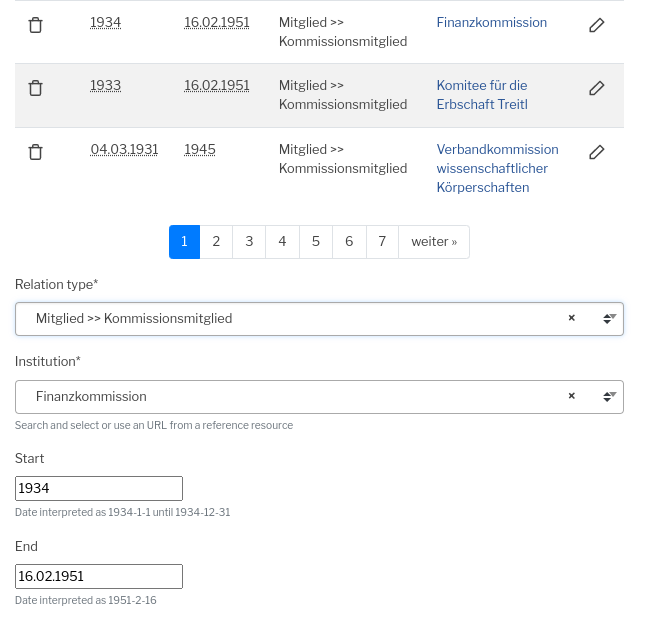 1934 16.02.1951 Mitglied >> Finanzkommission
Kommissionsmitglied
1933 16.02.1951 Mitglied >> Komitee für die
Kommissionsmitglied Erbschaft Treitl
04.03.1931 1945 Mitglied >> Verbandkommission
Kommissionsmitglied wissenschaftlicher
Körperschaften
1 2 3 4 5 6 7 weiter »
Relation type*
Mitglied >> Kommissionsmitglied ×
Institution*
Finanzkommission ×
Search and select or use an URL from a reference resource
Start
1934
Date interpreted as 1934-1-1 until 1934-12-31
End
16.02.1951
Date interpreted as 1951-2-16